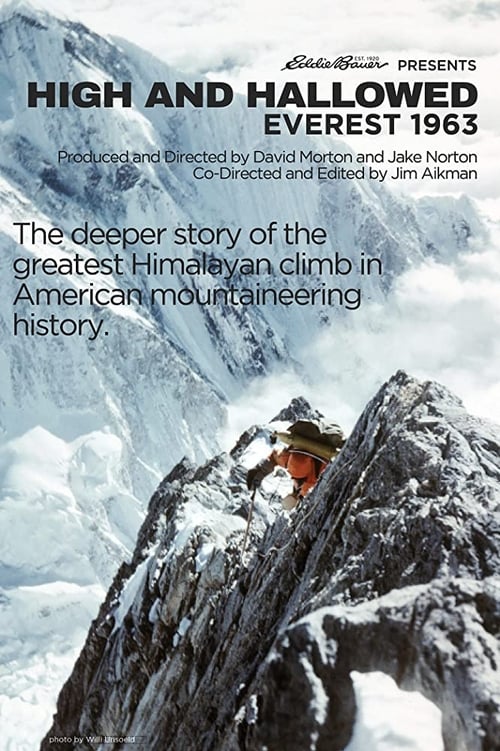 Eddie Bauer EST. 1920 PRESENTS
HIGH AND HALLOWED
EVEREST 1963
Produced and Directed by David Morton and Jake Norton
Co-Directed and Edited by Jim Aikman
The deeper story of the
greatest Himalayan climb in
American mountaineering
history.
photo by Willi Unsoeld